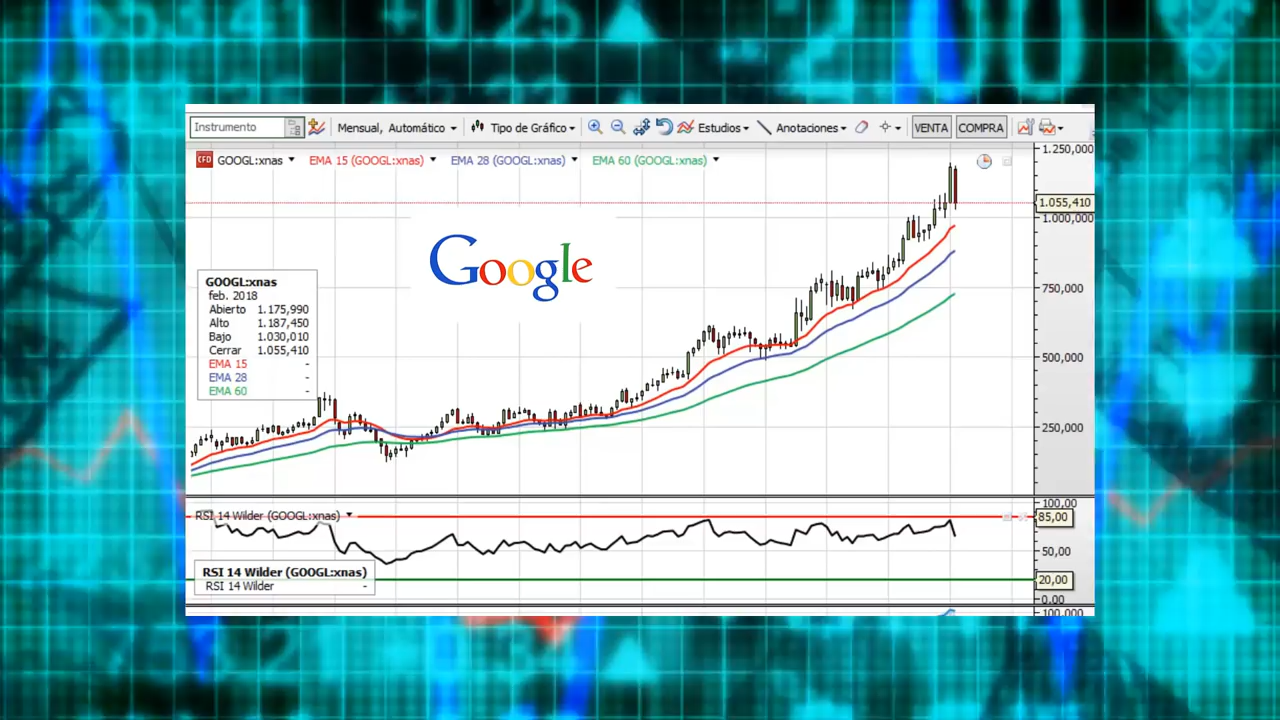 65341 +0.25
Instrumento Mensual, Automático Tipo de Gráfico Estudios Anotaciones VENTA COMPRA
CFD GOOGL:xnas EMA 15 (GOOGL:xnas) EMA 28 (GOOGL:xnas) EMA 60 (GOOGL:xnas)
1.250,000
1.055,410
1.000,000
750,000
500,000
250,000
Google
GOOGL:xnas
feb. 2018
Abierto 1.175,990
Alto 1.187,450
Bajo 1.030,010
Cerrar 1.055,410
EMA 15 -
EMA 28 -
EMA 60 -
RSI 14 Wilder (GOOGL:xnas)
100,00
85,00
50,00
20,00
0,00
RSI 14 Wilder (GOOGL:xnas)
RSI 14 Wilder -
100,000